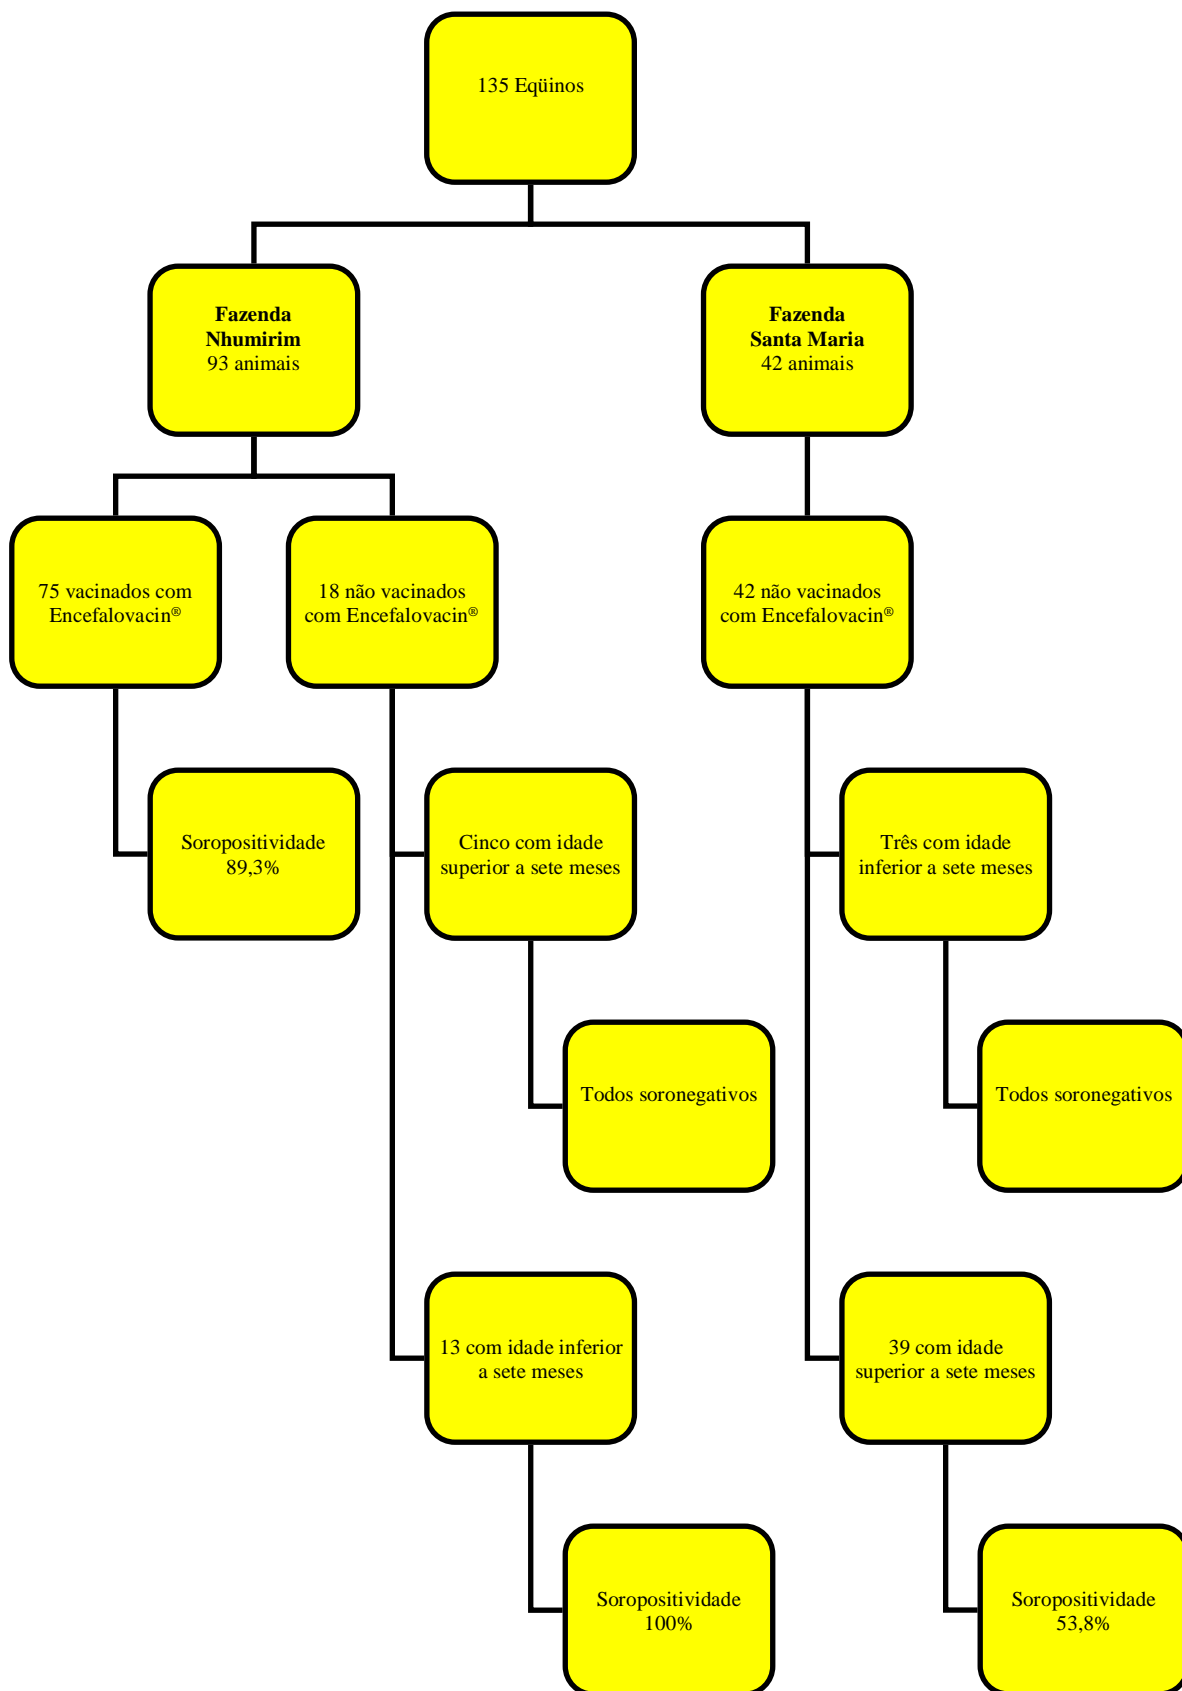 135 Eqüinos
Fazenda
Nhumirim
93 animais
Fazenda
Santa Maria
42 animais
75 vacinados com
Encefalovacin®
18 não vacinados
com Encefalovacin®
42 não vacinados
com Encefalovacin®
Soropositividade
89,3%
Cinco com idade
superior a sete meses
Três com idade
inferior a sete meses
Todos soronegativos
Todos soronegativos
13 com idade inferior
a sete meses
39 com idade
superior a sete meses
Soropositividade
100%
Soropositividade
53,8%